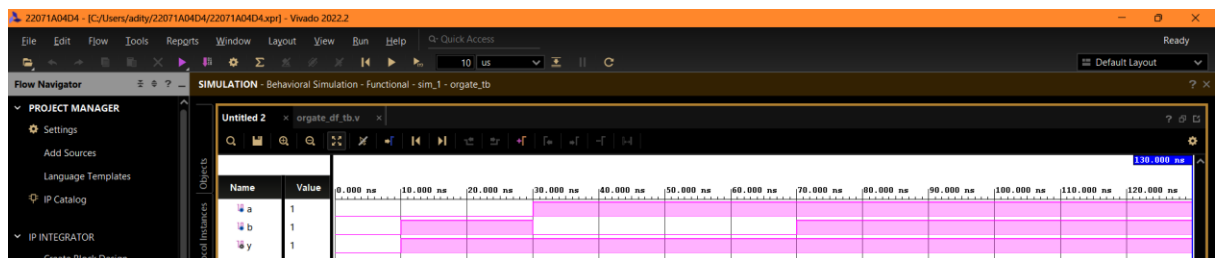 22071A04D4 - [C:/Users/adity/22071A04D4/22071A04D4.xpr] - Vivado 2022.2
File Edit Flow Tools Reports Window Layout View Run Help Q- Quick Access Ready
10 us Default Layout
Flow Navigator SIMULATION - Behavioral Simulation - Functional - sim_1 - orgate_tb
PROJECT MANAGER
Settings
Add Sources
Language Templates
IP Catalog
IP INTEGRATOR
Objects
Untitled 2 orgate_df_tb.v
130.000 ns
Name Value 0.000 ns 10.000 ns 20.000 ns 30.000 ns 40.000 ns 50.000 ns 60.000 ns 70.000 ns 80.000 ns 90.000 ns 100.000 ns 110.000 ns 120.000 ns
a 1
b 1
y 1